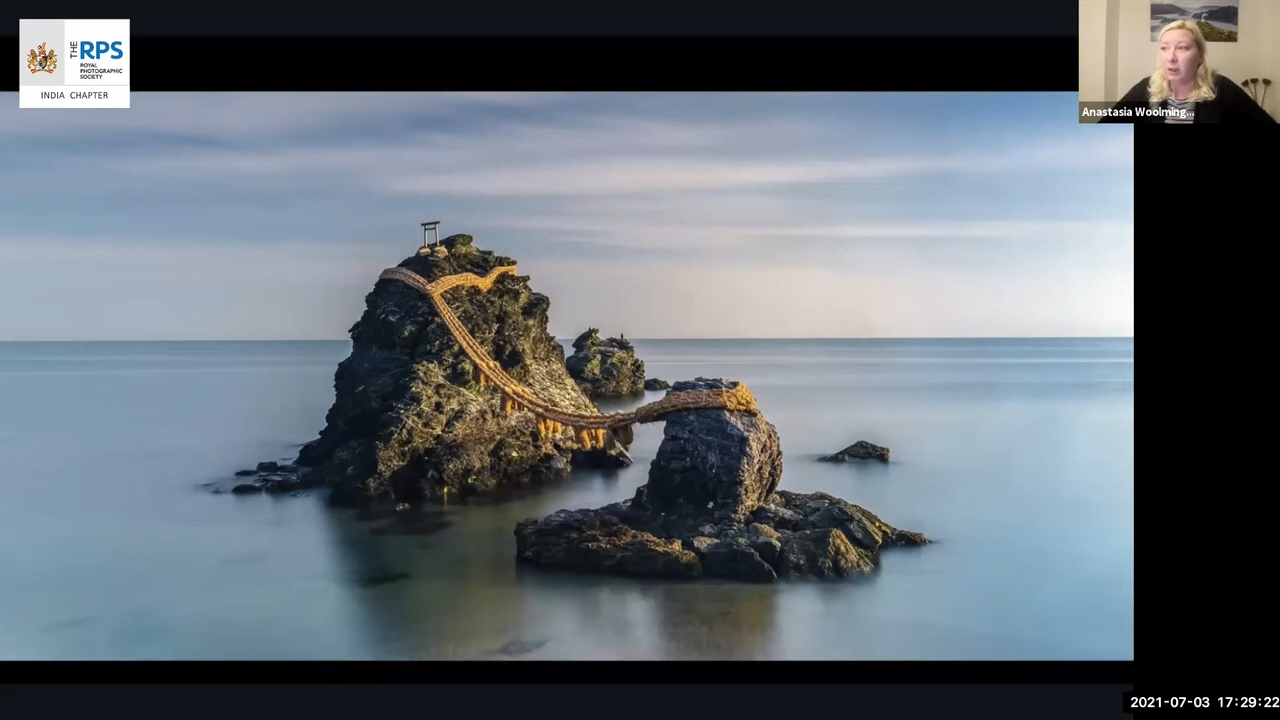 THE RPS
ROYAL
PHOTOGRAPHIC
SOCIETY
INDIA CHAPTER
Anastasia Woolming...
2021-07-03 17:29:22